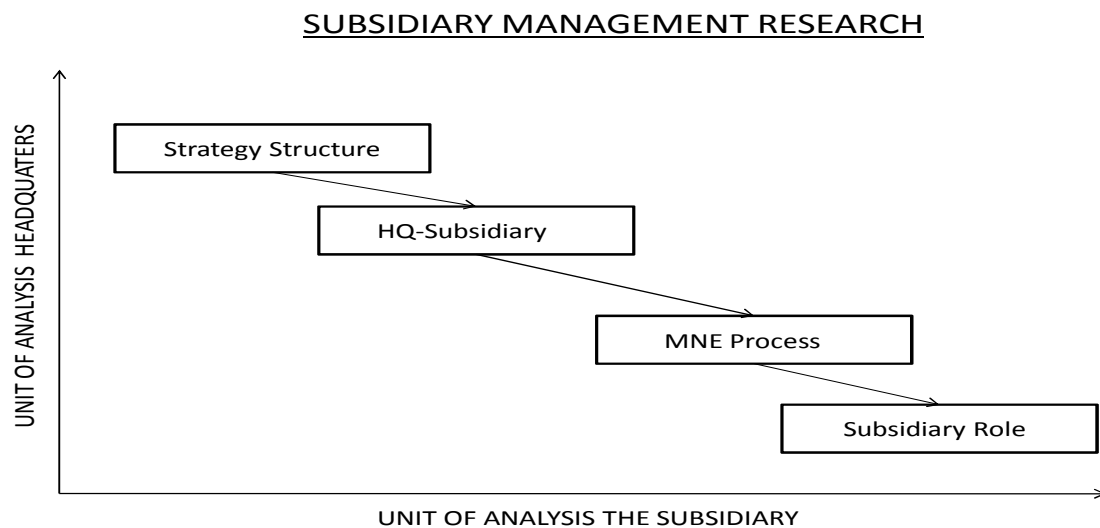 SUBSIDIARY MANAGEMENT RESEARCH
UNIT OF ANALYSIS HEADQUATERS
Strategy Structure
HQ-Subsidiary
MNE Process
Subsidiary Role
UNIT OF ANALYSIS THE SUBSIDIARY